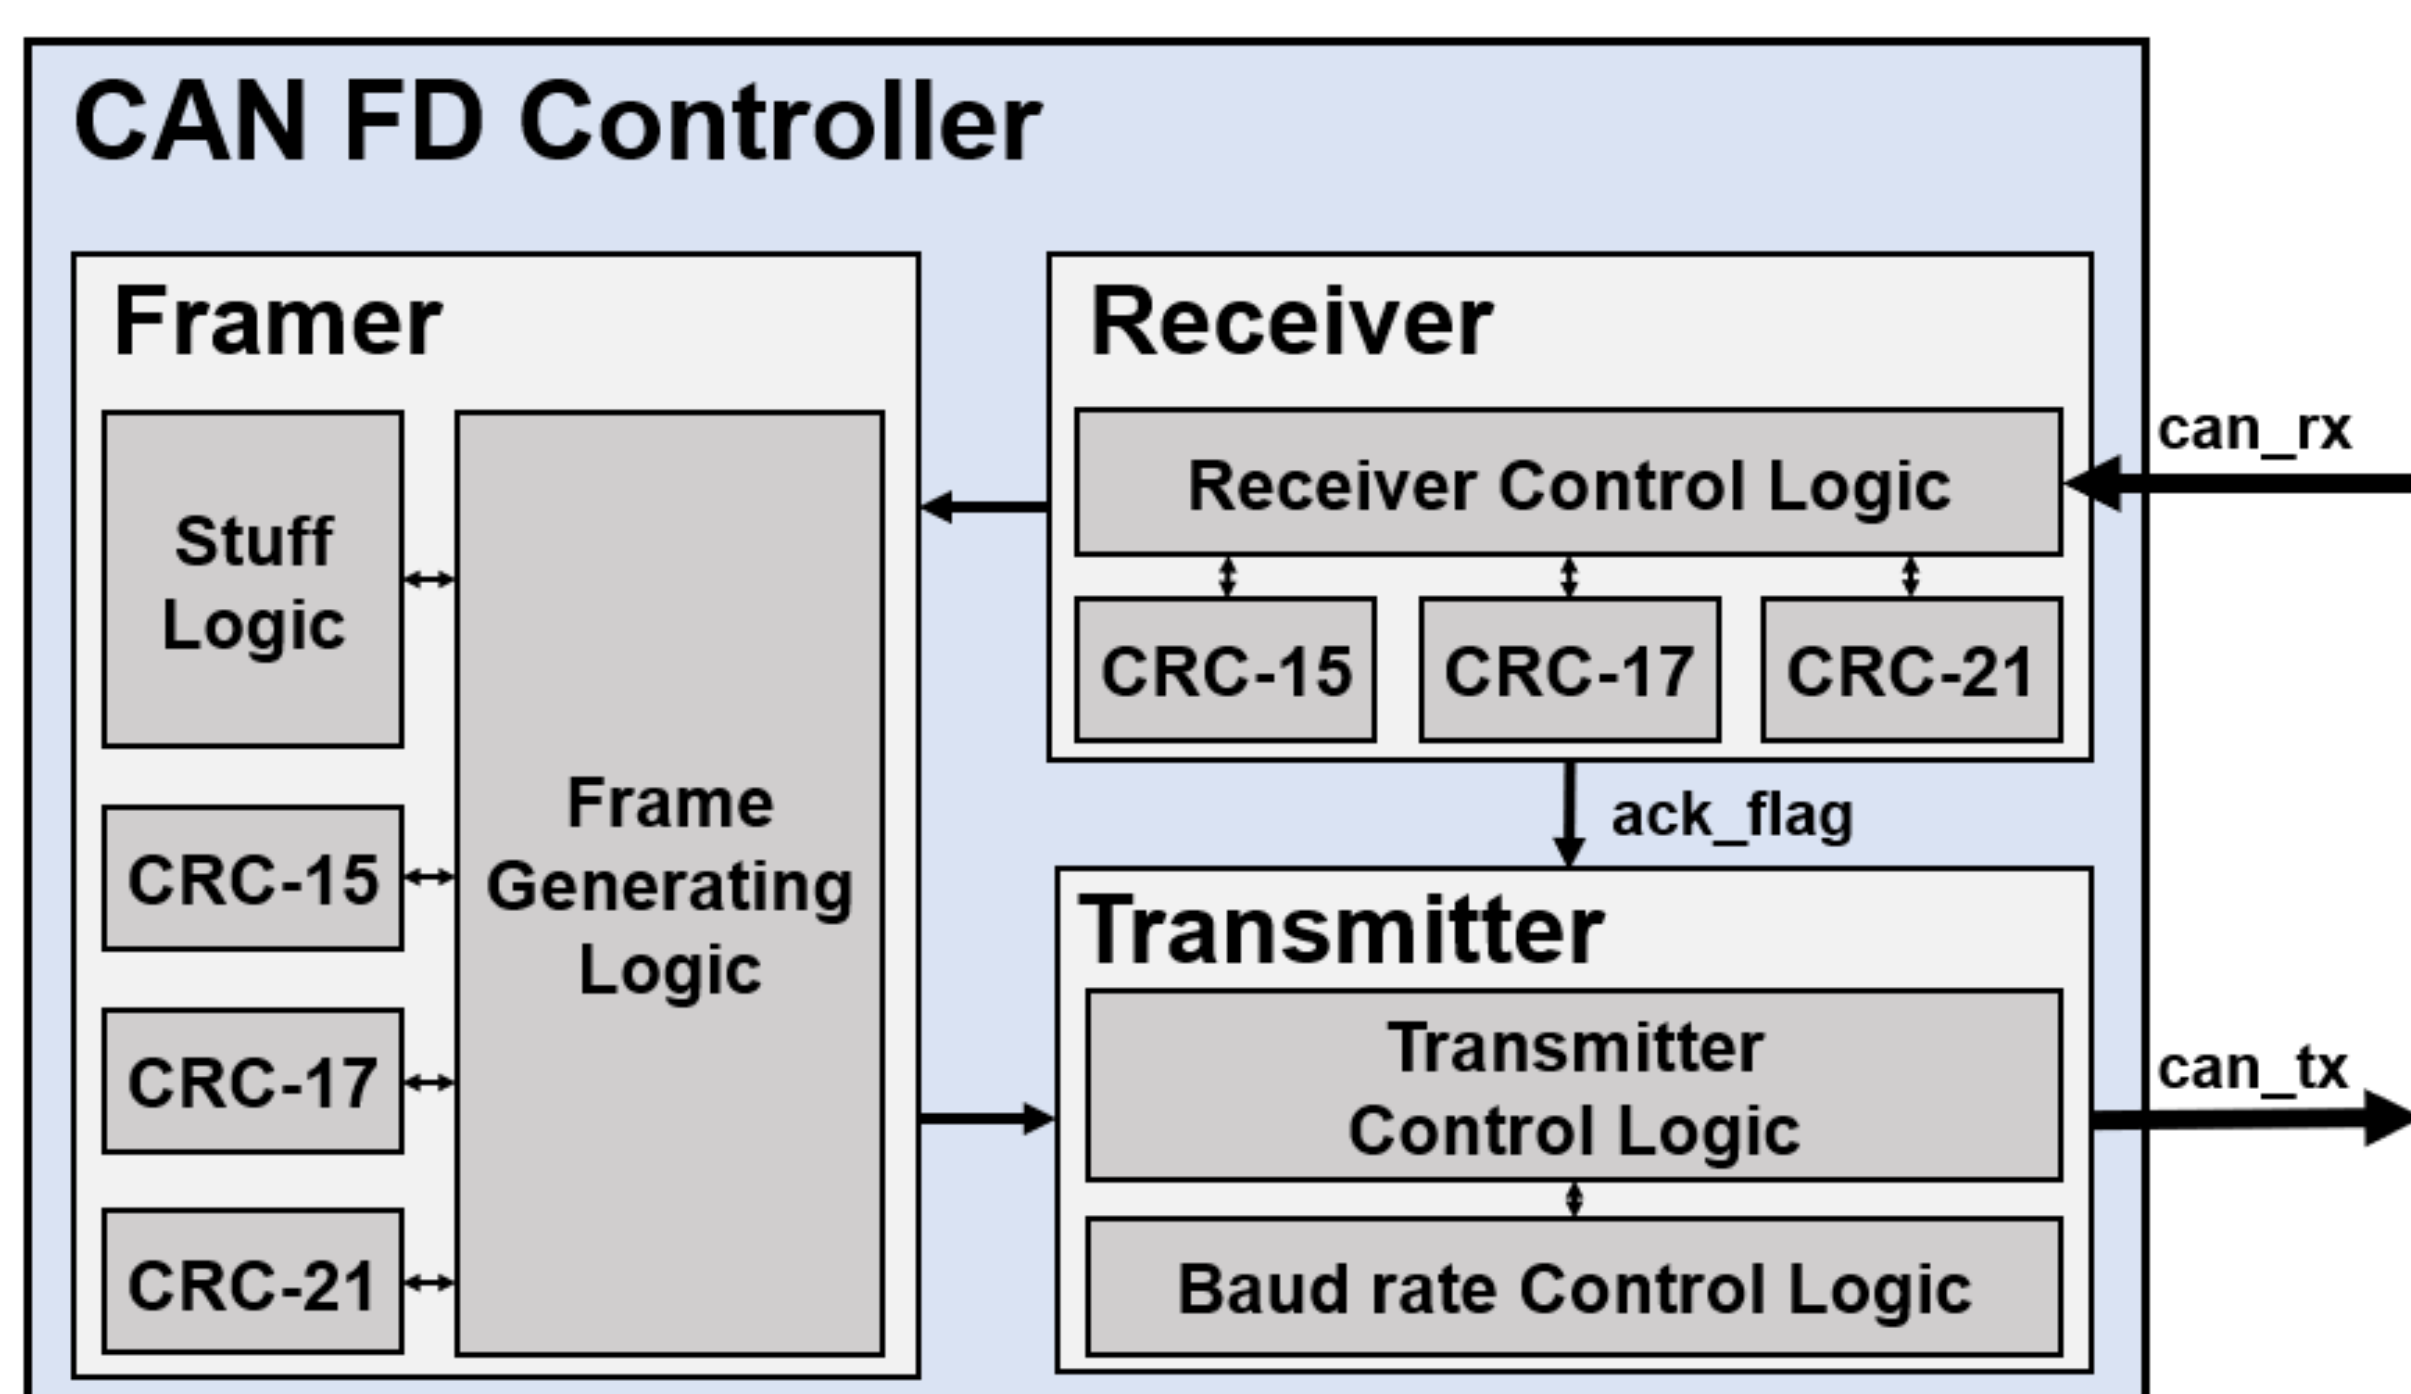 CAN FD Controller
Framer
Stuff
Logic
CRC-15
CRC-17
CRC-21
Frame
Generating
Logic
Receiver
Receiver Control Logic
CRC-15
CRC-17
CRC-21
can_rx
ack_flag
Transmitter
Transmitter
Control Logic
Baud rate Control Logic
can_tx